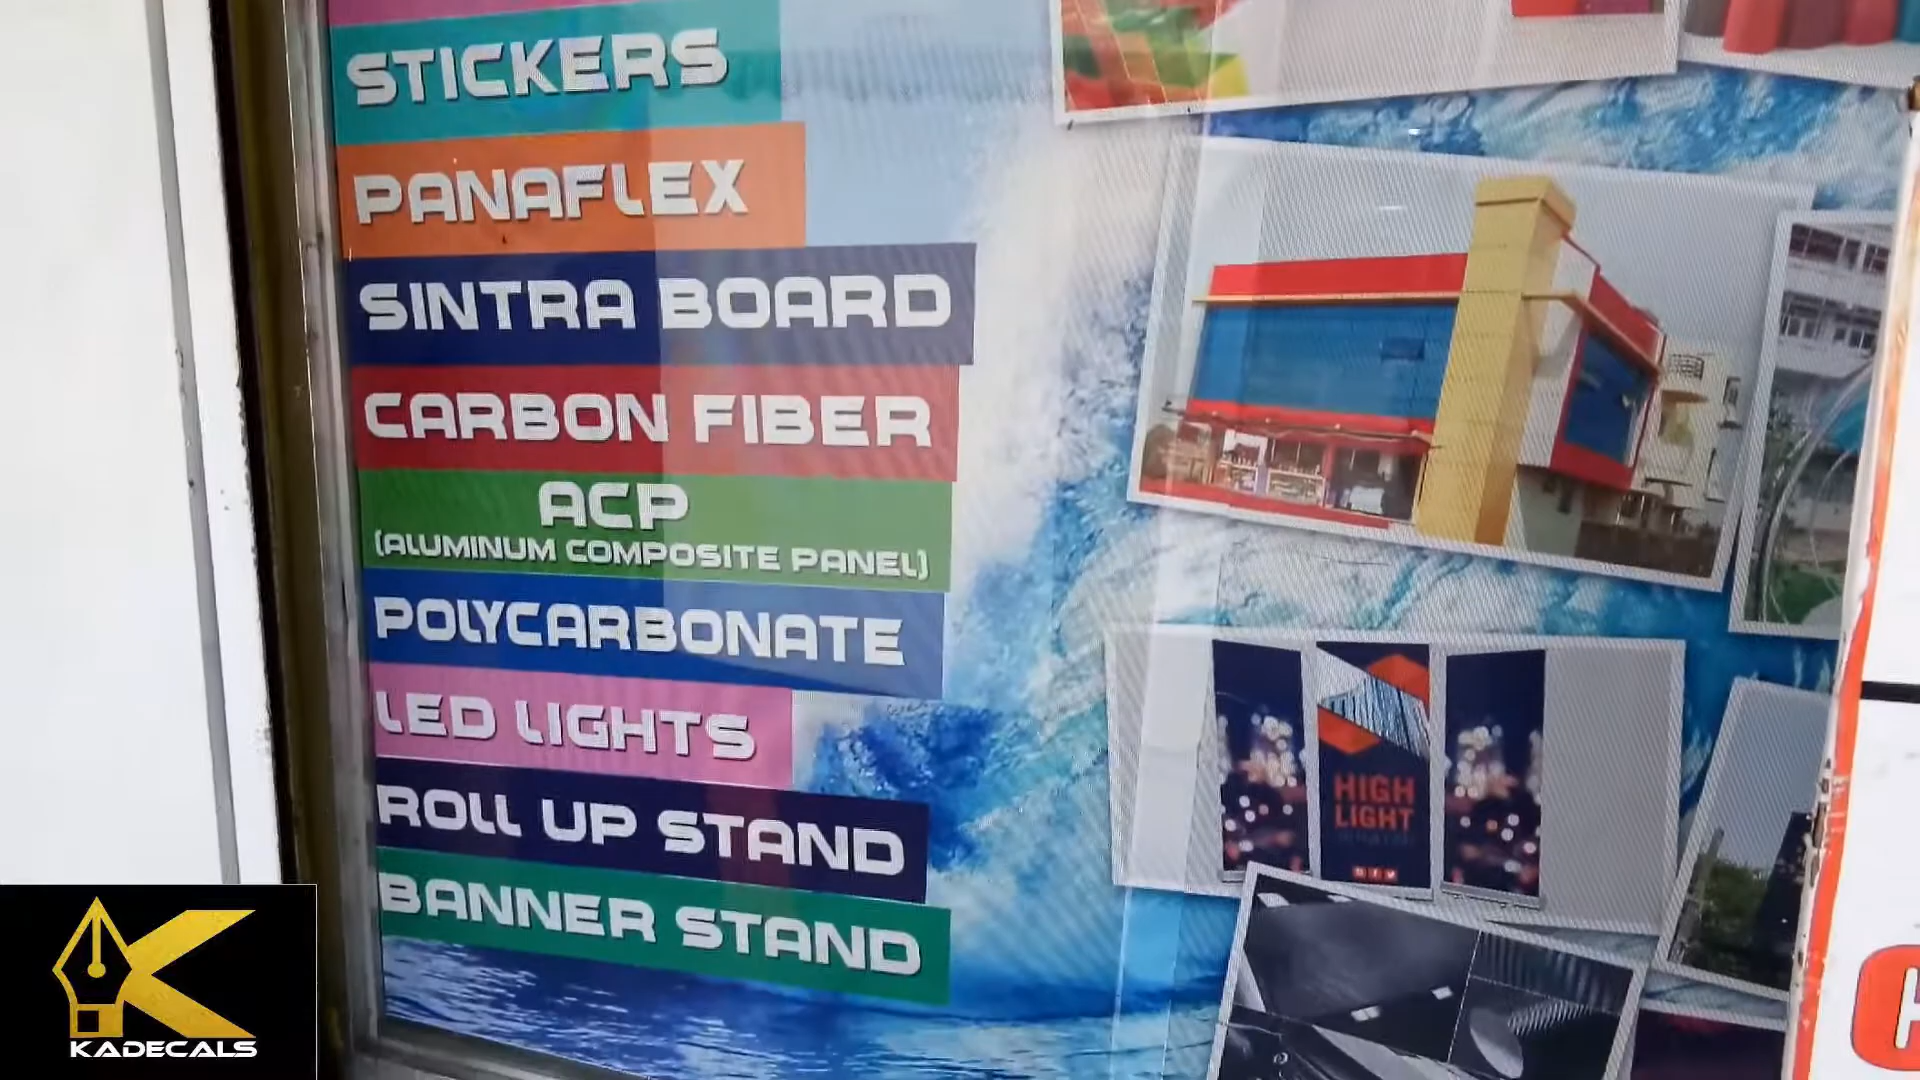 STICKERS
PANAFLEX
SINTRA BOARD
CARBON FIBER
ACP
(ALUMINUM COMPOSITE PANEL)
POLYCARBONATE
LED LIGHTS
ROLL UP STAND
BANNER STAND
HIGH
LIGHT
KADECALS